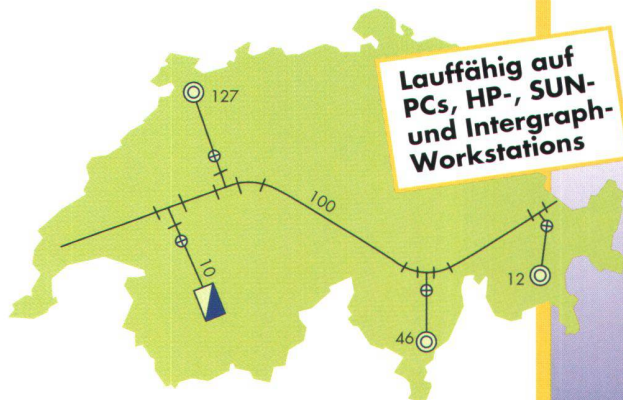 Lauffähig auf
PCs, HP-, SUN-
und Intergraph-
Workstations
127
100
10
12
46